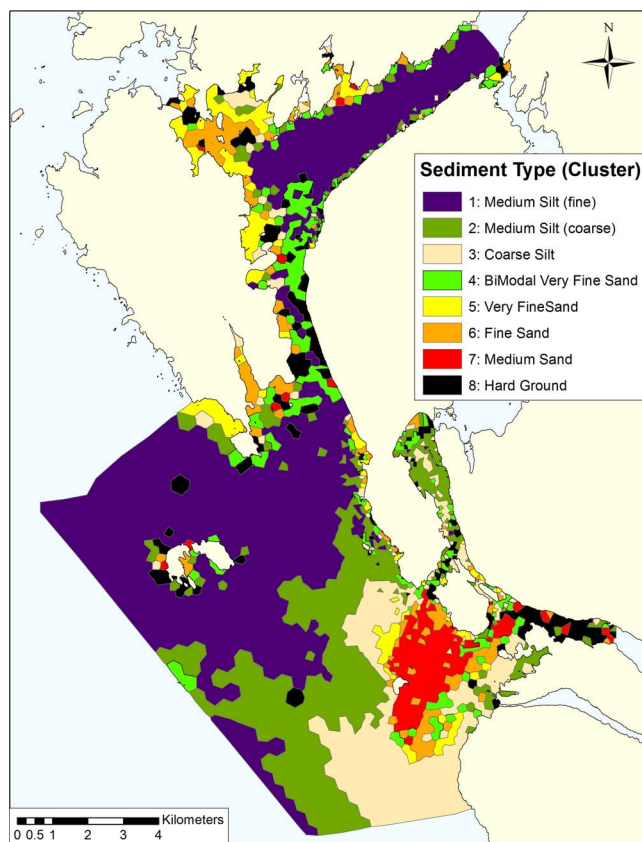 N
Sediment Type (Cluster)
1: Medium Silt (fine)
2: Medium Silt (coarse)
3: Coarse Silt
4: BiModal Very Fine Sand
5: Very FineSand
6: Fine Sand
7: Medium Sand
8: Hard Ground
Kilometers
0 0.5 1 2 3 4